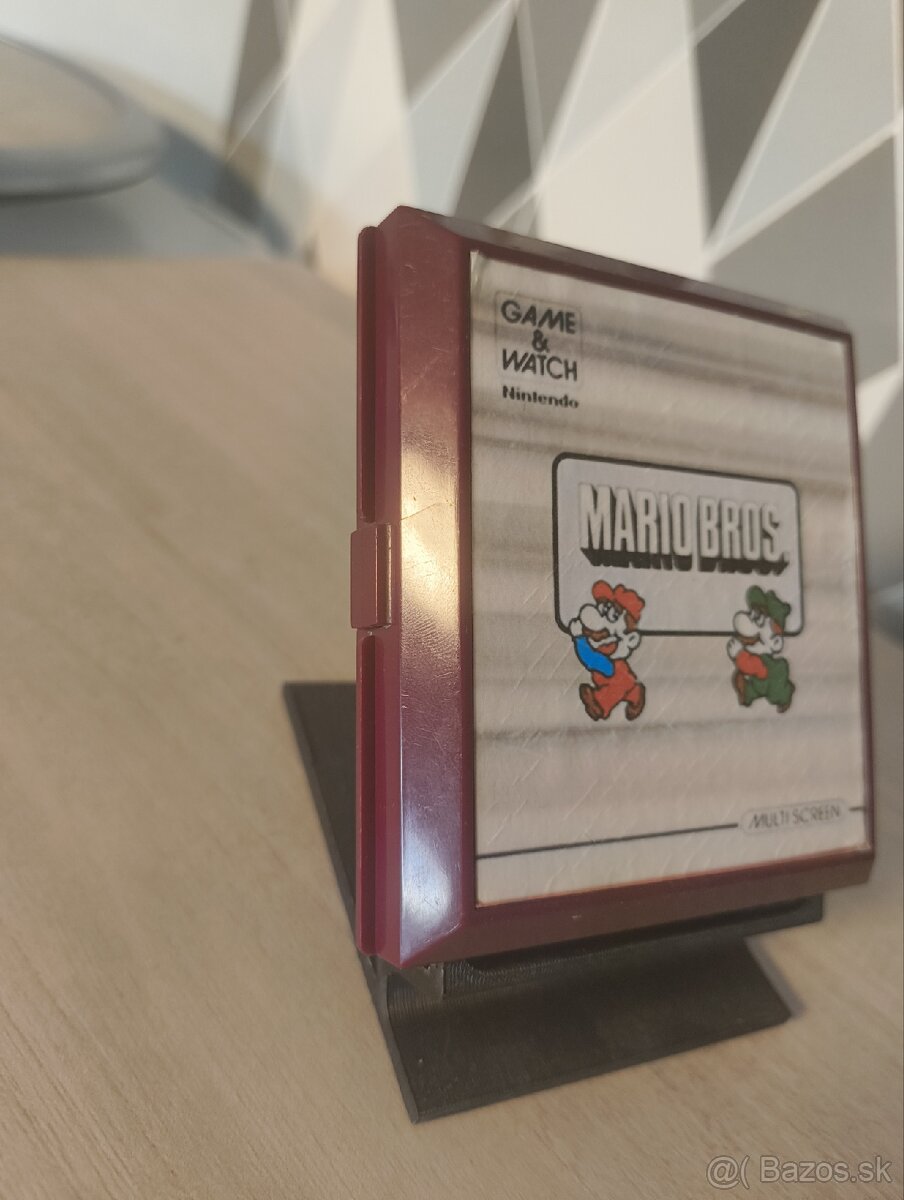 GAME
&
WATCH
Nintendo
MARIO BROS.
MULTI SCREEN
@( Bazos.sk